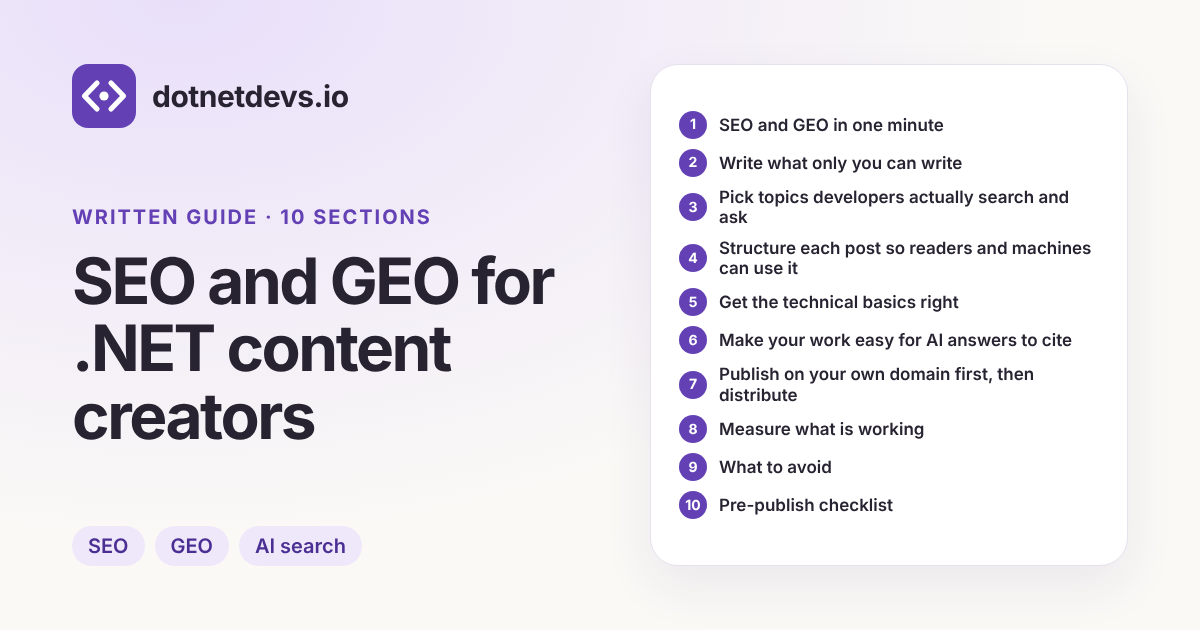 dotnetdevs.io
WRITTEN GUIDE · 10 SECTIONS
SEO and GEO for
.NET content
creators
SEO
GEO
AI search
1 SEO and GEO in one minute
2 Write what only you can write
3 Pick topics developers actually search and
ask
4 Structure each post so readers and machines
can use it
5 Get the technical basics right
6 Make your work easy for AI answers to cite
7 Publish on your own domain first, then
distribute
8 Measure what is working
9 What to avoid
10 Pre-publish checklist